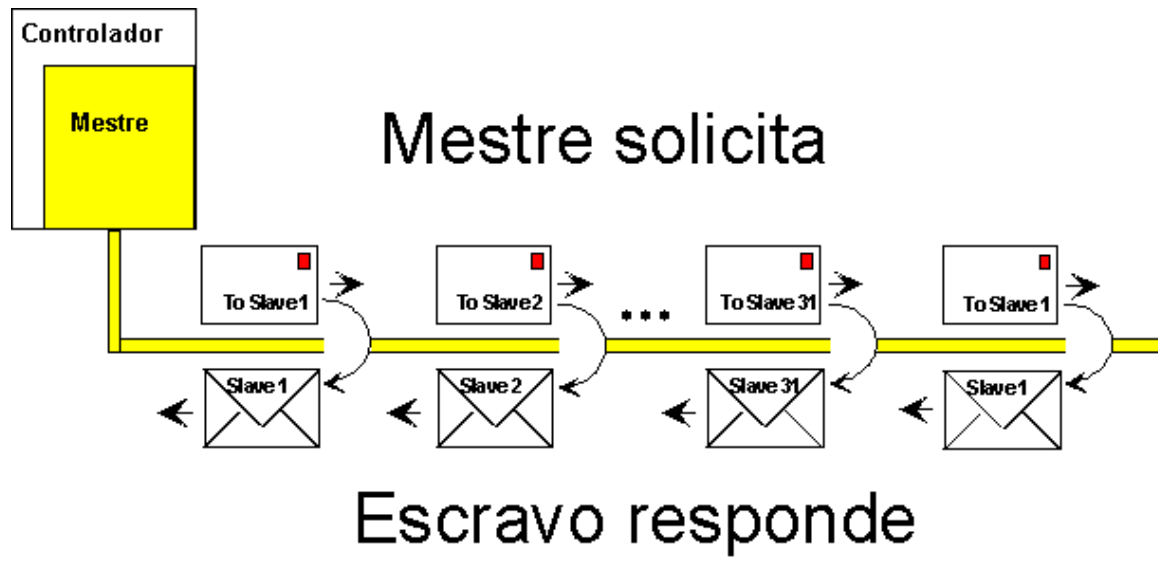 Controlador
Mestre
Mestre solicita
To Slave1
To Slave2
To Slave 31
To Slave 1
Slave 1
Slave 2
Slave 31
Slave1
Escravo responde